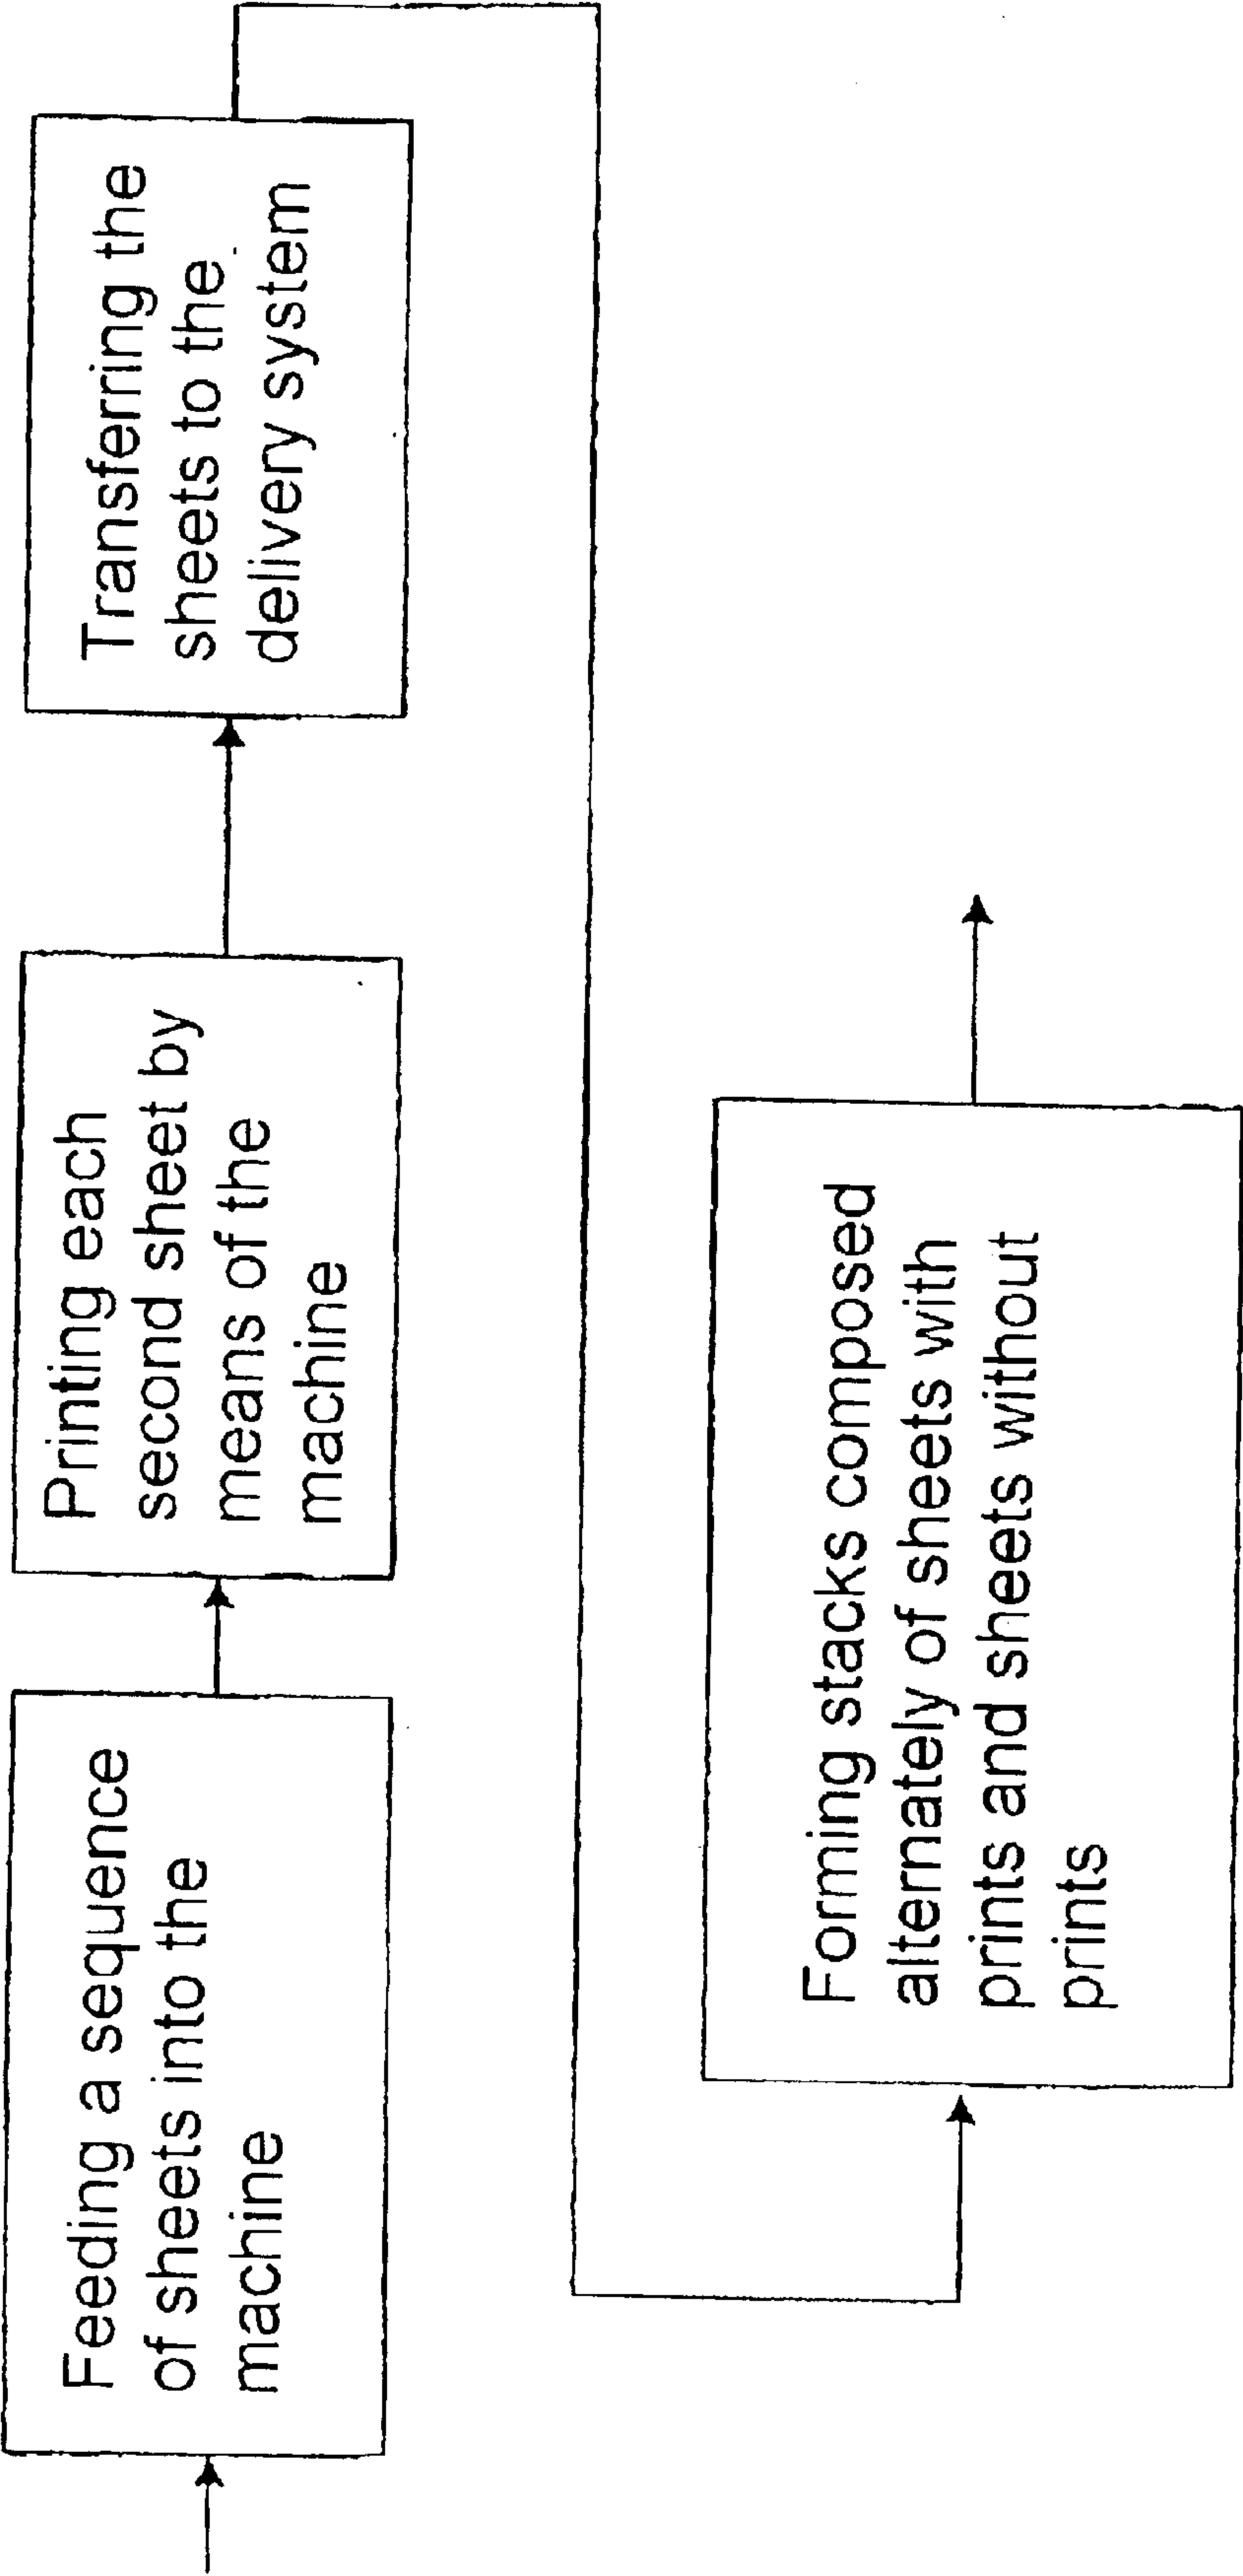 Feeding a sequence
of sheets into the
machine
Printing each
second sheet by
means of the
machine
Transferring the
sheets to the
delivery system
Forming stacks composed
alternately of sheets with
prints and sheets without
prints